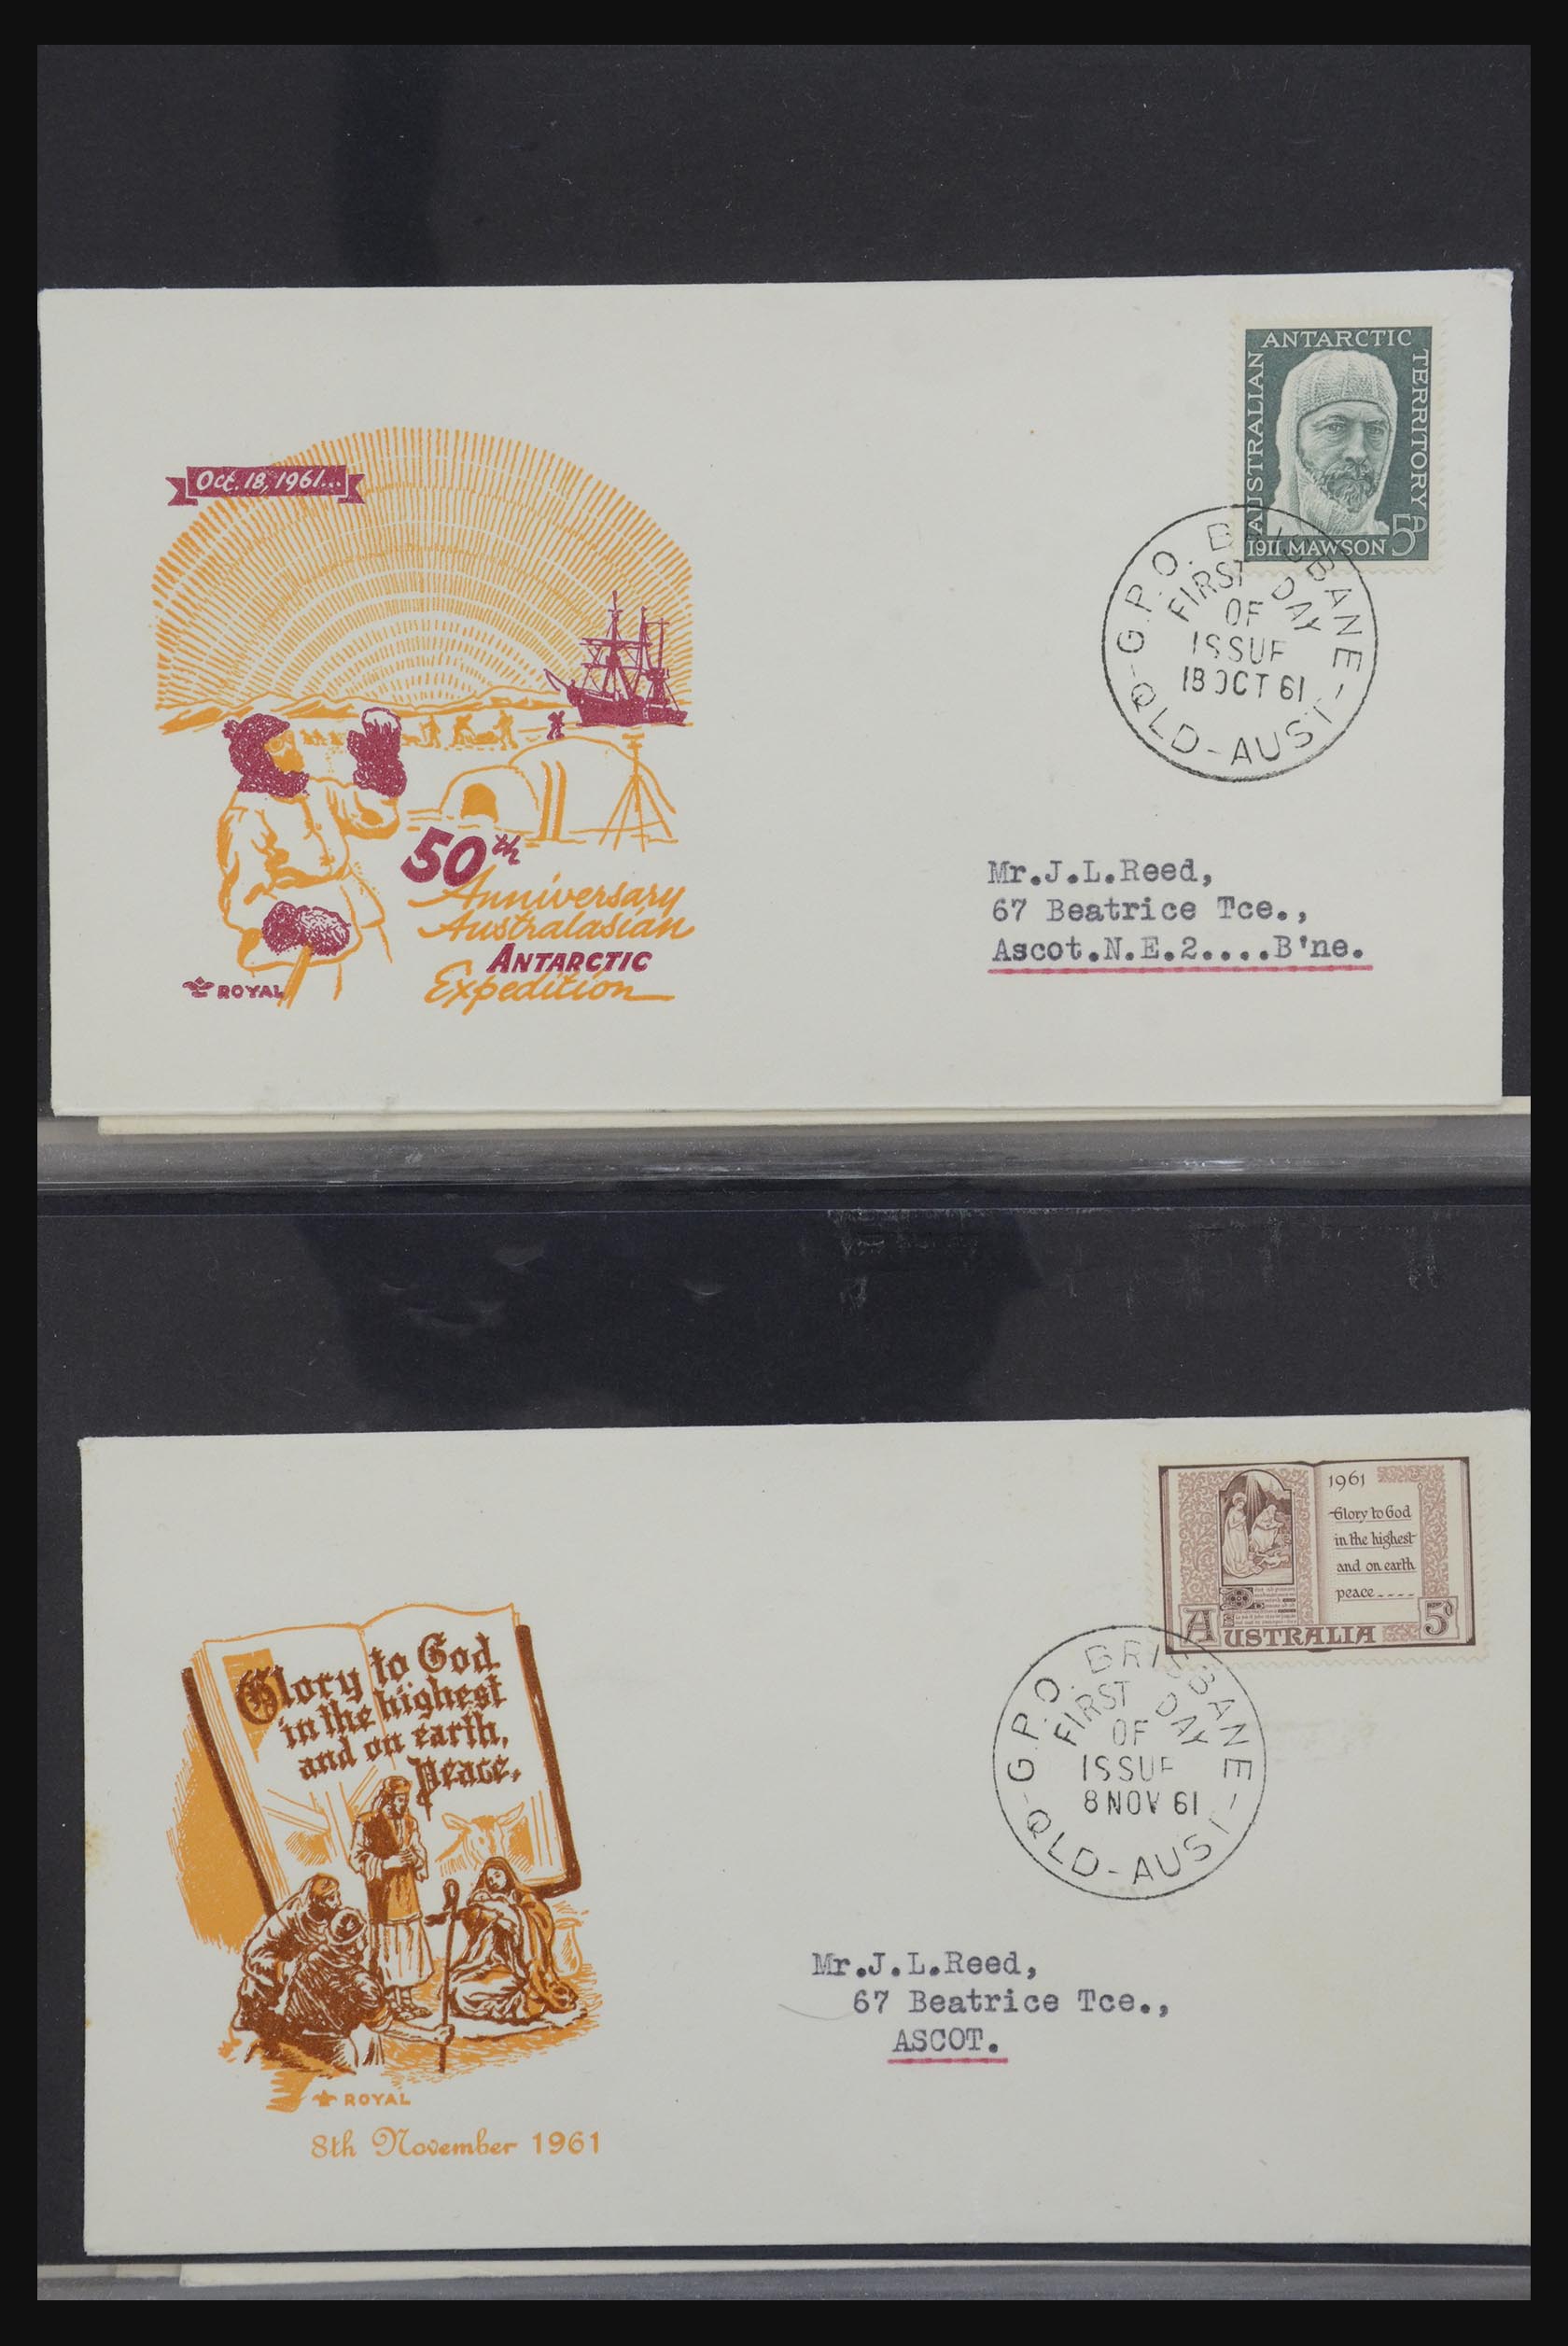 Oct. 18, 1961...
50th
Anniversary
Australasian
ANTARCTIC
Expedition
ROYAL
AUSTRALIAN ANTARCTIC TERRITORY
1911 MAWSON 5D
G.P.O. BRISBANE
FIRST DAY
OF
ISSUE
18 OCT 61
-QLD-AUST-
Mr.J.L.Reed,
67 Beatrice Tce.,
Ascot.N.E.2....B'ne.
1961
Glory to God
in the highest
and on earth
peace----
AUSTRALIA 5d
Glory to God
in the highest
and on earth,
Peace.
ROYAL
8th November 1961
G.P.O. BRISBANE
FIRST DAY
OF
ISSUE
8 NOV 61
-QLD-AUST-
Mr.J.L.Reed,
67 Beatrice Tce.,
ASCOT.